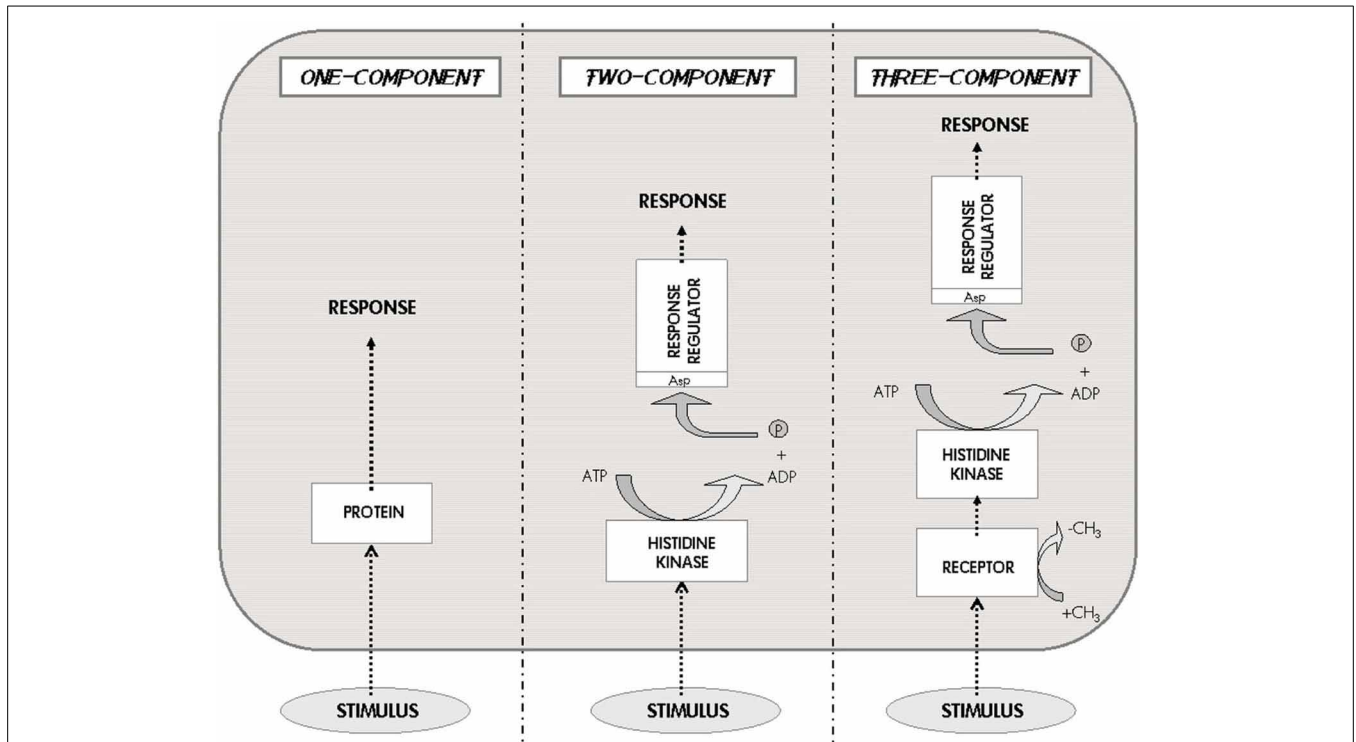 ONE-COMPONENT
RESPONSE
PROTEIN
STIMULUS
TWO-COMPONENT
RESPONSE
RESPONSE
REGULATOR
Asp
P
+
ATP
ADP
HISTIDINE
KINASE
STIMULUS
THREE-COMPONENT
RESPONSE
RESPONSE
REGULATOR
Asp
P
+
ATP
ADP
HISTIDINE
KINASE
-CH₃
RECEPTOR
+CH₃
STIMULUS